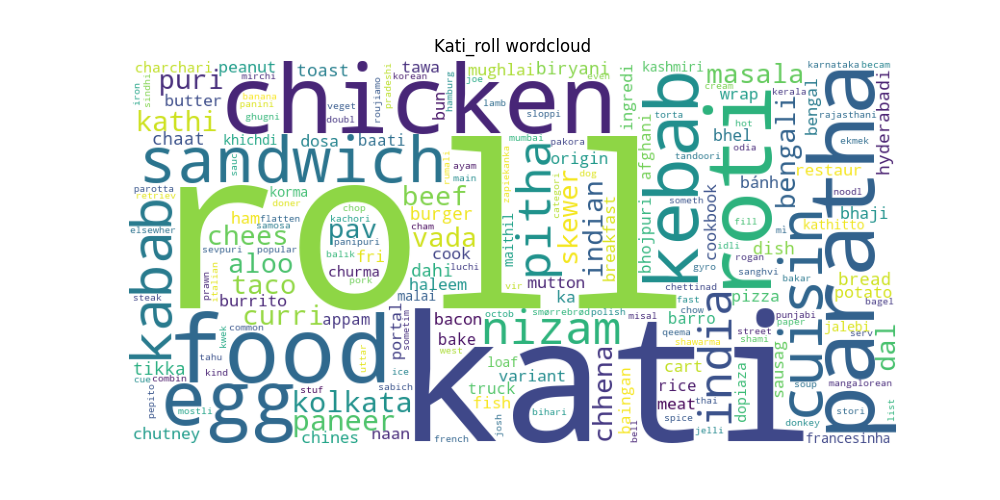 Kati_roll wordcloud
charchari
peanut
toast
tawa
mughlai
biryani
kashmiri
masala
karnataka
becam
iron
sindhi
puri
mirchi
chicken
korean
joe
even
wrap
kerala
butter
banana
panini
veget
roujiamo
pradeshi
bun
hamburg
lamb
sloppi
ingredi
cream
torta
rajasthani
kathi
ghugni
doubl
hot
bengal
chaat
khichdi
dosa
baati
mumbai
pakora
odia
bhel
ekmek
hyderabadi
sandwich
sauc
rumali
ayam
main
zapiekanka
origin
afghani
tandoori
kebab
roti
bengali
restaur
parotta
retriev
korma
doner
beef
dog
categori
skewer
indian
breakfast
bánh
someth
cookbook
noodl
paratha
roll
chop
kachori
burger
pitha
maithil
bhojpuri
fill
mi
bhaji
kathitto
elsewher
ham
flatten
samosa
pav
cham
vada
idli
dish
chees
sevpuri
popular
panipuri
balik
fri
cook
luchi
gyro
rogan
sanghvi
bakar
cuisin
bread
potato
kabab
aloo
churma
pork
dahi
haleem
vir
mutton
chettinad
bagel
prawn
italian
taco
burrito
malai
ka
fast
pizza
steak
curri
appam
portal
bacon
octob
smørrebrød
polish
misal
barro
chow
india
street
paper
punjabi
jalebi
food
common
kwek
tahu
kind
uttar
bake
west
nizam
qeema
shawarma
shami
serv
dal
tikka
cue
combin
ice
sabich
loaf
variant
chhena
baingan
cart
sausag
soup
mangalorean
pepito
egg
stuf
sometim
kati
truck
fish
rice
meat
thai
dopiaza
stori
list
mostli
kolkata
paneer
josh
bihari
spice
donkey
chutney
chines
naan
french
bell
jelli
francesinha